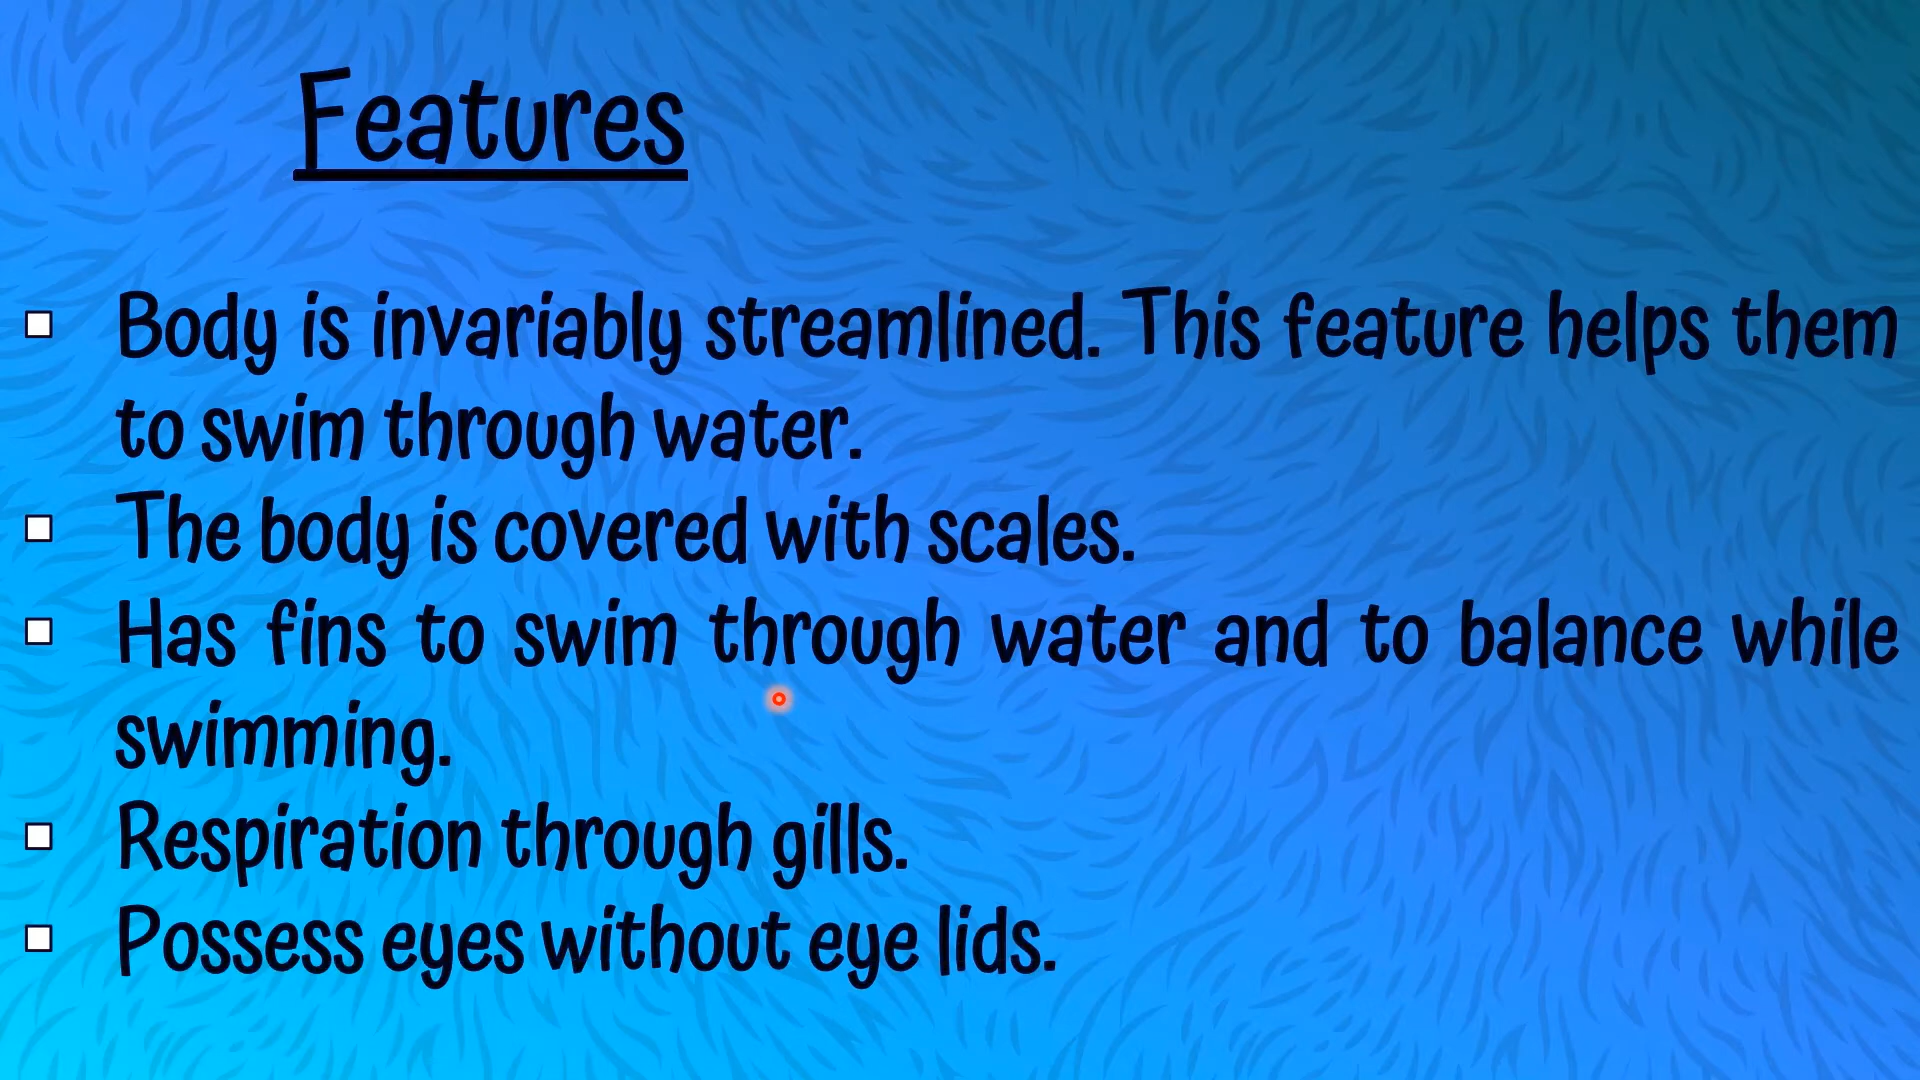 Features
Body is invariably streamlined. This feature helps them
to swim through water.
The body is covered with scales.
Has fins to swim through water and to balance while
swimming.
Respiration through gills.
Possess eyes without eye lids.